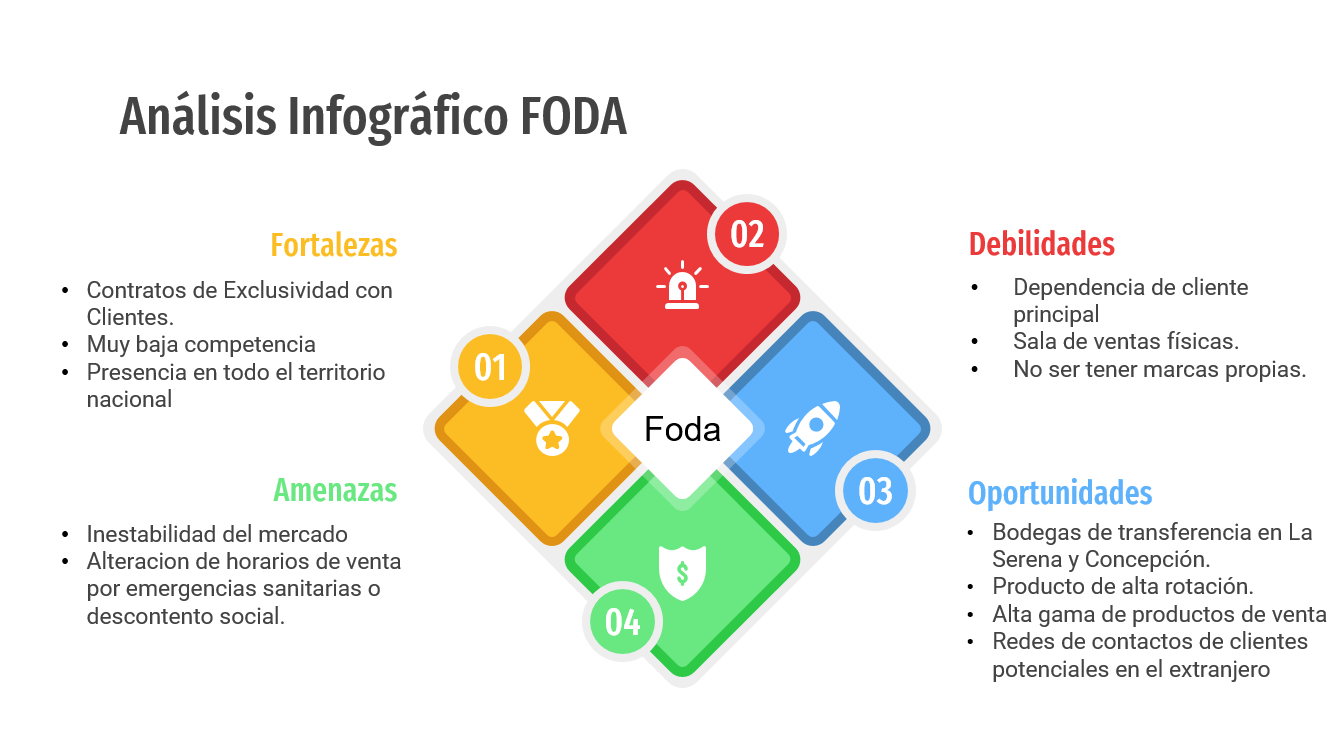 Análisis Infográfico FODA
Fortalezas
• Contratos de Exclusividad con
Clientes.
• Muy baja competencia
• Presencia en todo el territorio
nacional
Amenazas
• Inestabilidad del mercado
• Alteracion de horarios de venta
por emergencias sanitarias o
descontento social.
02
01
Foda
03
04
Debilidades
• Dependencia de cliente
principal
• Sala de ventas físicas.
• No ser tener marcas propias.
Oportunidades
• Bodegas de transferencia en La
Serena y Concepción.
• Producto de alta rotación.
• Alta gama de productos de venta
• Redes de contactos de clientes
potenciales en el extranjero
$